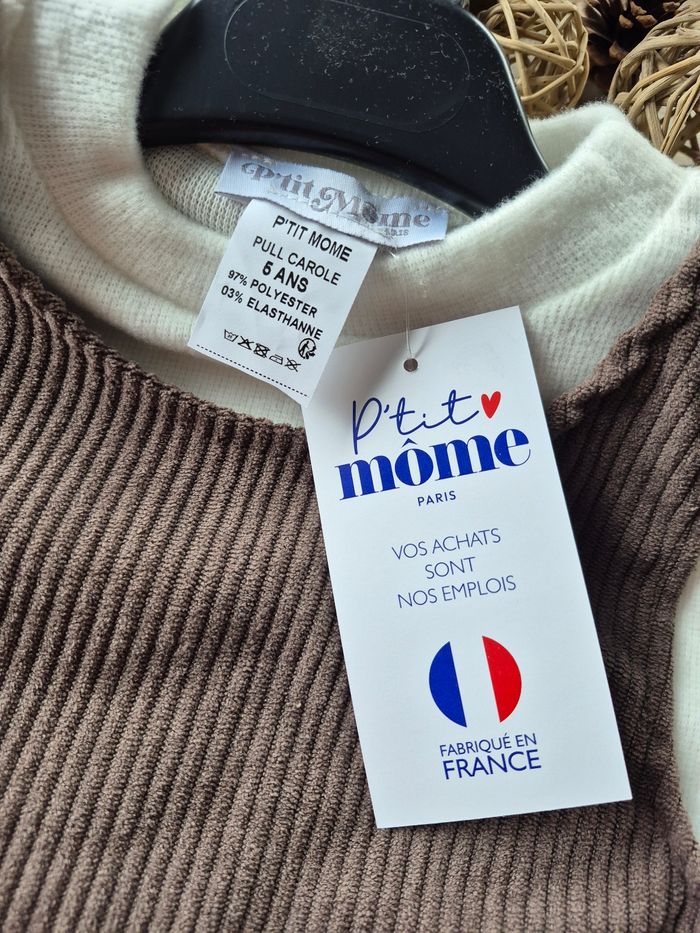 P'tit Môme
PARIS
P'TIT MOME
PULL CAROLE
5 ANS
97% POLYESTER
03% ELASTHANNE
P'tit
môme
PARIS
VOS ACHATS
SONT
NOS EMPLOIS
FABRIQUÉ EN
FRANCE